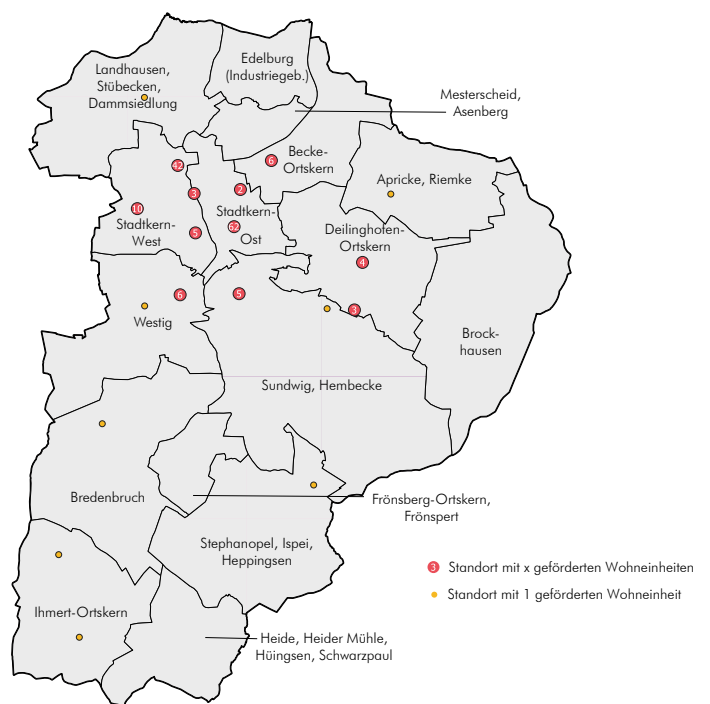 Edelburg
(Industriegeb.)
Landhausen,
Stübecken,
Dammsiedlung
Mesterscheid,
Asenberg
6
Becke-
Ortskern
42
3
2
Apricke, Riemke
10
Stadtkern-
West
5
Stadtkern-
62
Ost
Deilinghofen-
Ortskern
4
6
5
3
Westig
Brock-
hausen
Sundwig, Hembecke
Bredenbruch
Frönsberg-Ortskern,
Frönspert
Stephanopel, Ispei,
Heppingsen
3 Standort mit x geförderten Wohneinheiten
Standort mit 1 geförderten Wohneinheit
Ihmert-Ortskern
Heide, Heider Mühle,
Hüingsen, Schwarzpaul